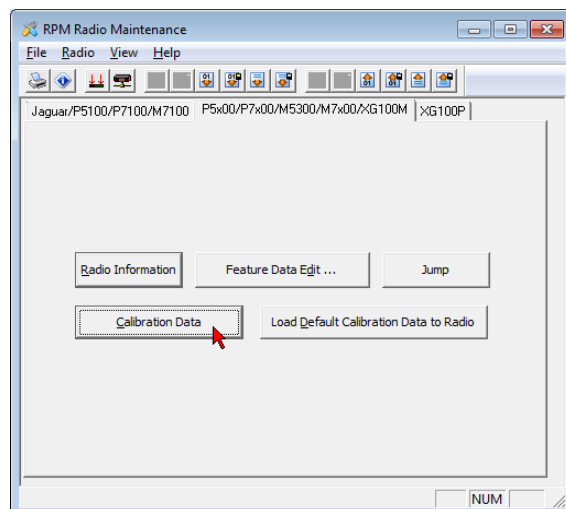 RPM Radio Maintenance
File Radio View Help
Jaguar/P5100/P7100/M7100 P5x00/P7x00/M5300/M7x00/XG100M XG100P
Radio Information Feature Data Edit ... Jump
Calibration Data Load Default Calibration Data to Radio
NUM